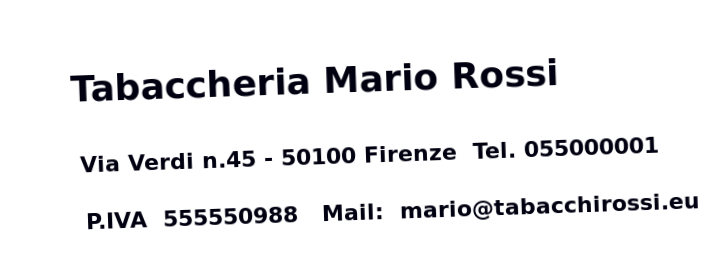 Tabaccheria Mario Rossi
Via Verdi n.45 - 50100 Firenze Tel. 055000001
P.IVA 555550988 Mail: mario@tabacchirossi.eu